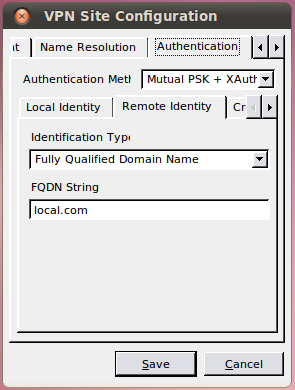 VPN Site Configuration
nt Name Resolution Authentication
Authentication Meth Mutual PSK + XAuth
Local Identity Remote Identity Cr
Identification Type
Fully Qualified Domain Name
FQDN String
local.com
Save Cancel